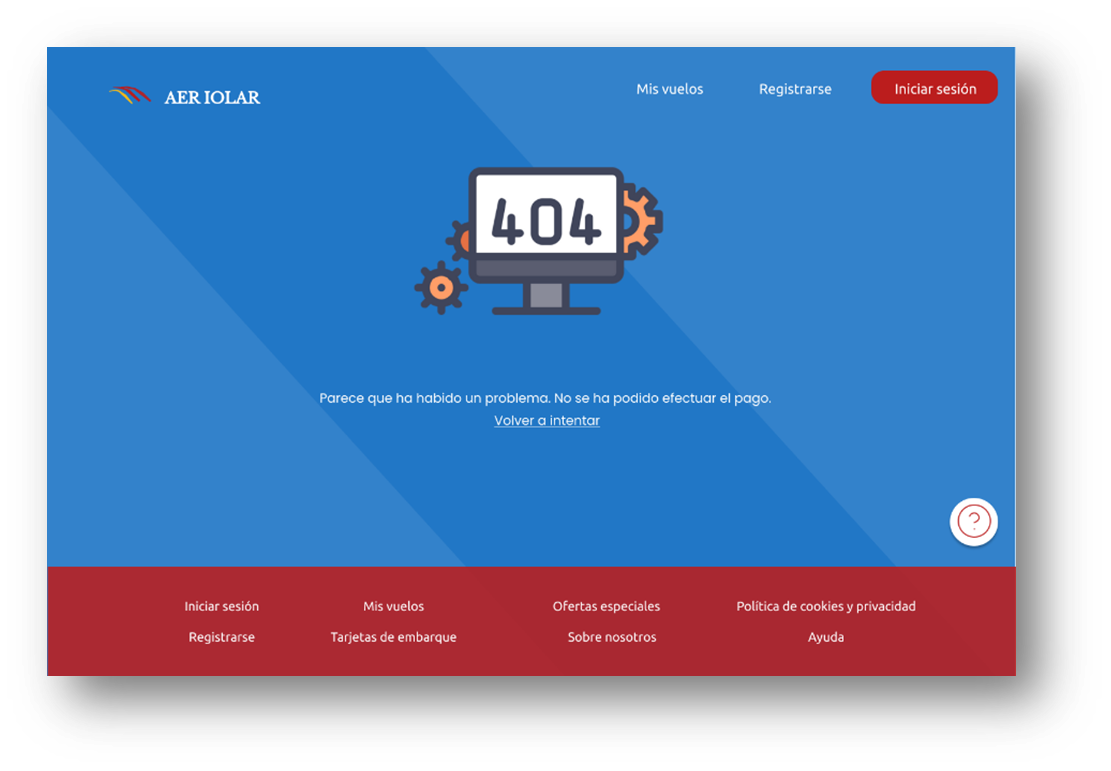 AER IOLAR
Mis vuelos
Registrarse
Iniciar sesión
404
Parece que ha habido un problema. No se ha podido efectuar el pago.
Volver a intentar
?
Iniciar sesión
Mis vuelos
Ofertas especiales
Política de cookies y privacidad
Registrarse
Tarjetas de embarque
Sobre nosotros
Ayuda